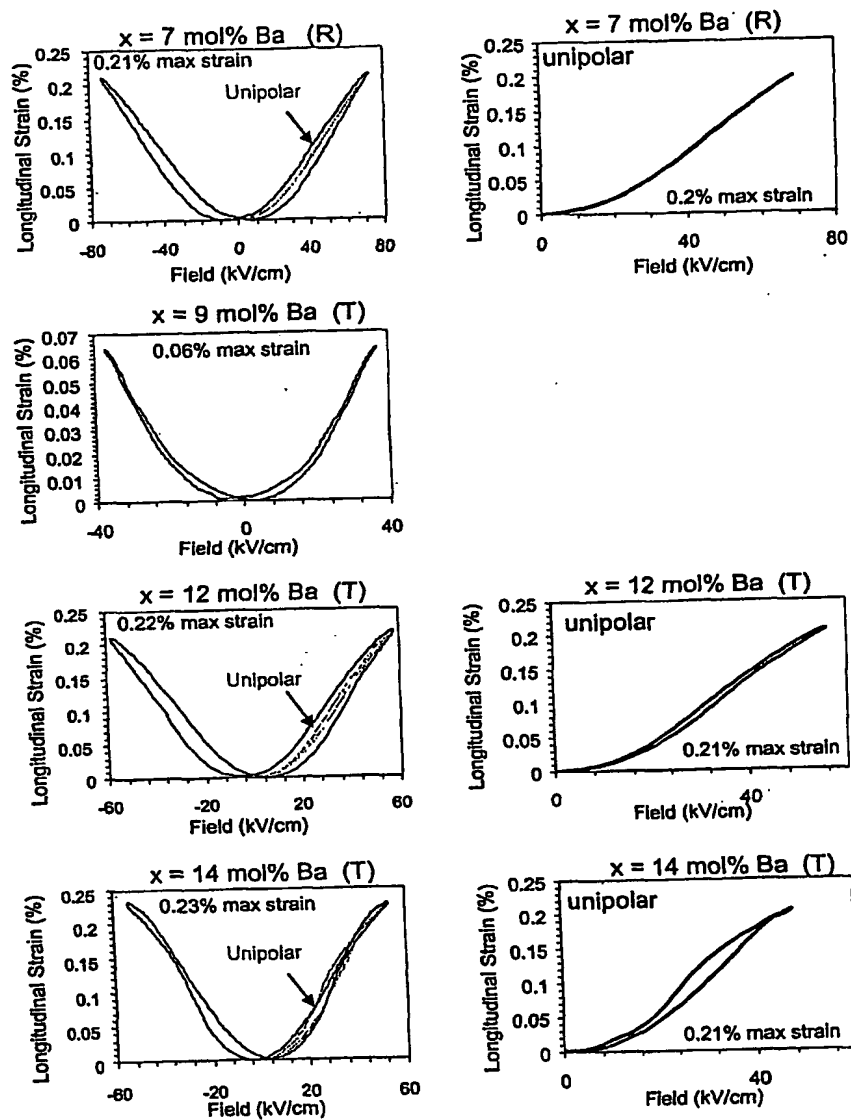 x = 7 mol% Ba (R)
0.21% max strain
Unipolar
Longitudinal Strain (%)
0.25
0.2
0.15
0.1
0.05
0
-80
-40
0
40
80
Field (kV/cm)
x = 7 mol% Ba (R)
unipolar
0.2% max strain
Longitudinal Strain (%)
0.25
0.2
0.15
0.1
0.05
0
0
40
80
Field (kV/cm)
x = 9 mol% Ba (T)
0.06% max strain
Longitudinal Strain (%)
0.07
0.06
0.05
0.04
0.03
0.02
0.01
0
-40
0
40
Field (kV/cm)
x = 12 mol% Ba (T)
0.22% max strain
Unipolar
Longitudinal Strain (%)
0.25
0.2
0.15
0.1
0.05
0
-60
-20
20
60
Field (kV/cm)
x = 12 mol% Ba (T)
unipolar
0.21% max strain
Longitudinal Strain (%)
0.25
0.2
0.15
0.1
0.05
0
0
40
Field (kV/cm)
x = 14 mol% Ba (T)
0.23% max strain
Unipolar
Longitudinal Strain (%)
0.25
0.2
0.15
0.1
0.05
0
-60
-20
20
60
Field (kV/cm)
x = 14 mol% Ba (T)
unipolar
0.21% max strain
Longitudinal Strain (%)
0.25
0.2
0.15
0.1
0.05
0
0
40
Field (kV/cm)